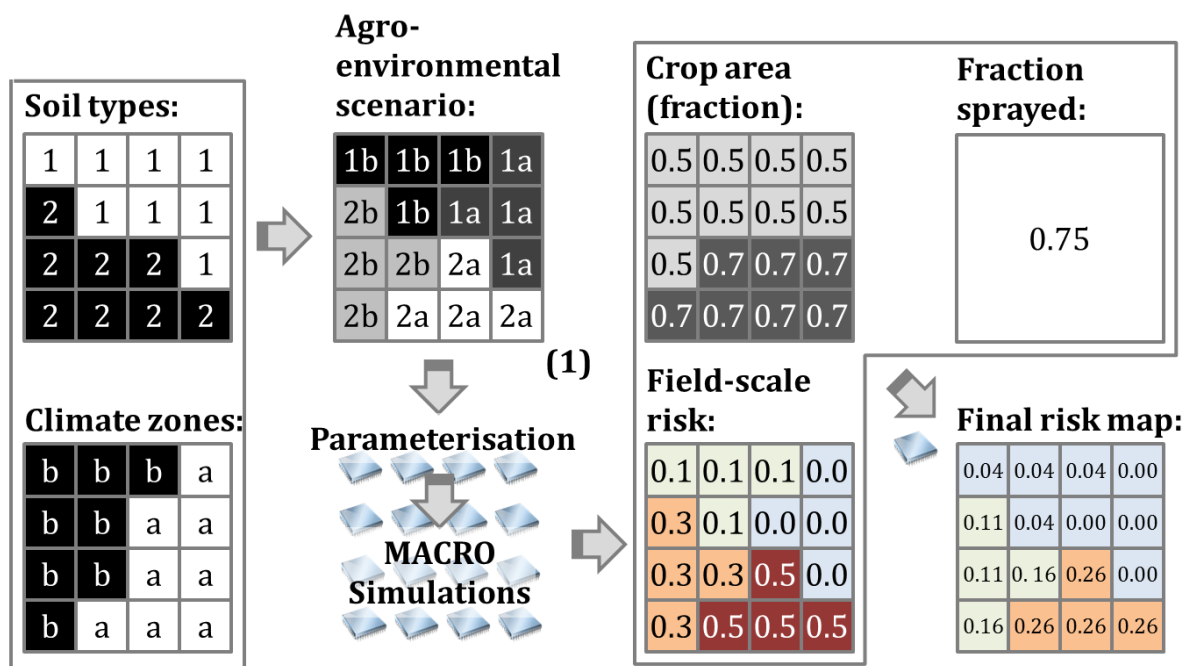 Soil types:
1 1 1 1
2 1 1 1
2 2 2 1
2 2 2 2
Climate zones:
b b b a
b b a a
b b a a
b a a a
Agro-
environmental
scenario:
1b 1b 1b 1a
2b 1b 1a 1a
2b 2b 2a 1a
2b 2a 2a 2a
(1)
Parameterisation
MACRO
Simulations
Crop area
(fraction):
0.5 0.5 0.5 0.5
0.5 0.5 0.5 0.5
0.5 0.7 0.7 0.7
0.7 0.7 0.7 0.7
Fraction
sprayed:
0.75
Field-scale
risk:
0.1 0.1 0.1 0.0
0.3 0.1 0.0 0.0
0.3 0.3 0.5 0.0
0.3 0.5 0.5 0.5
Final risk map:
0.04 0.04 0.04 0.00
0.11 0.04 0.00 0.00
0.11 0. 16 0.26 0.00
0.16 0.26 0.26 0.26